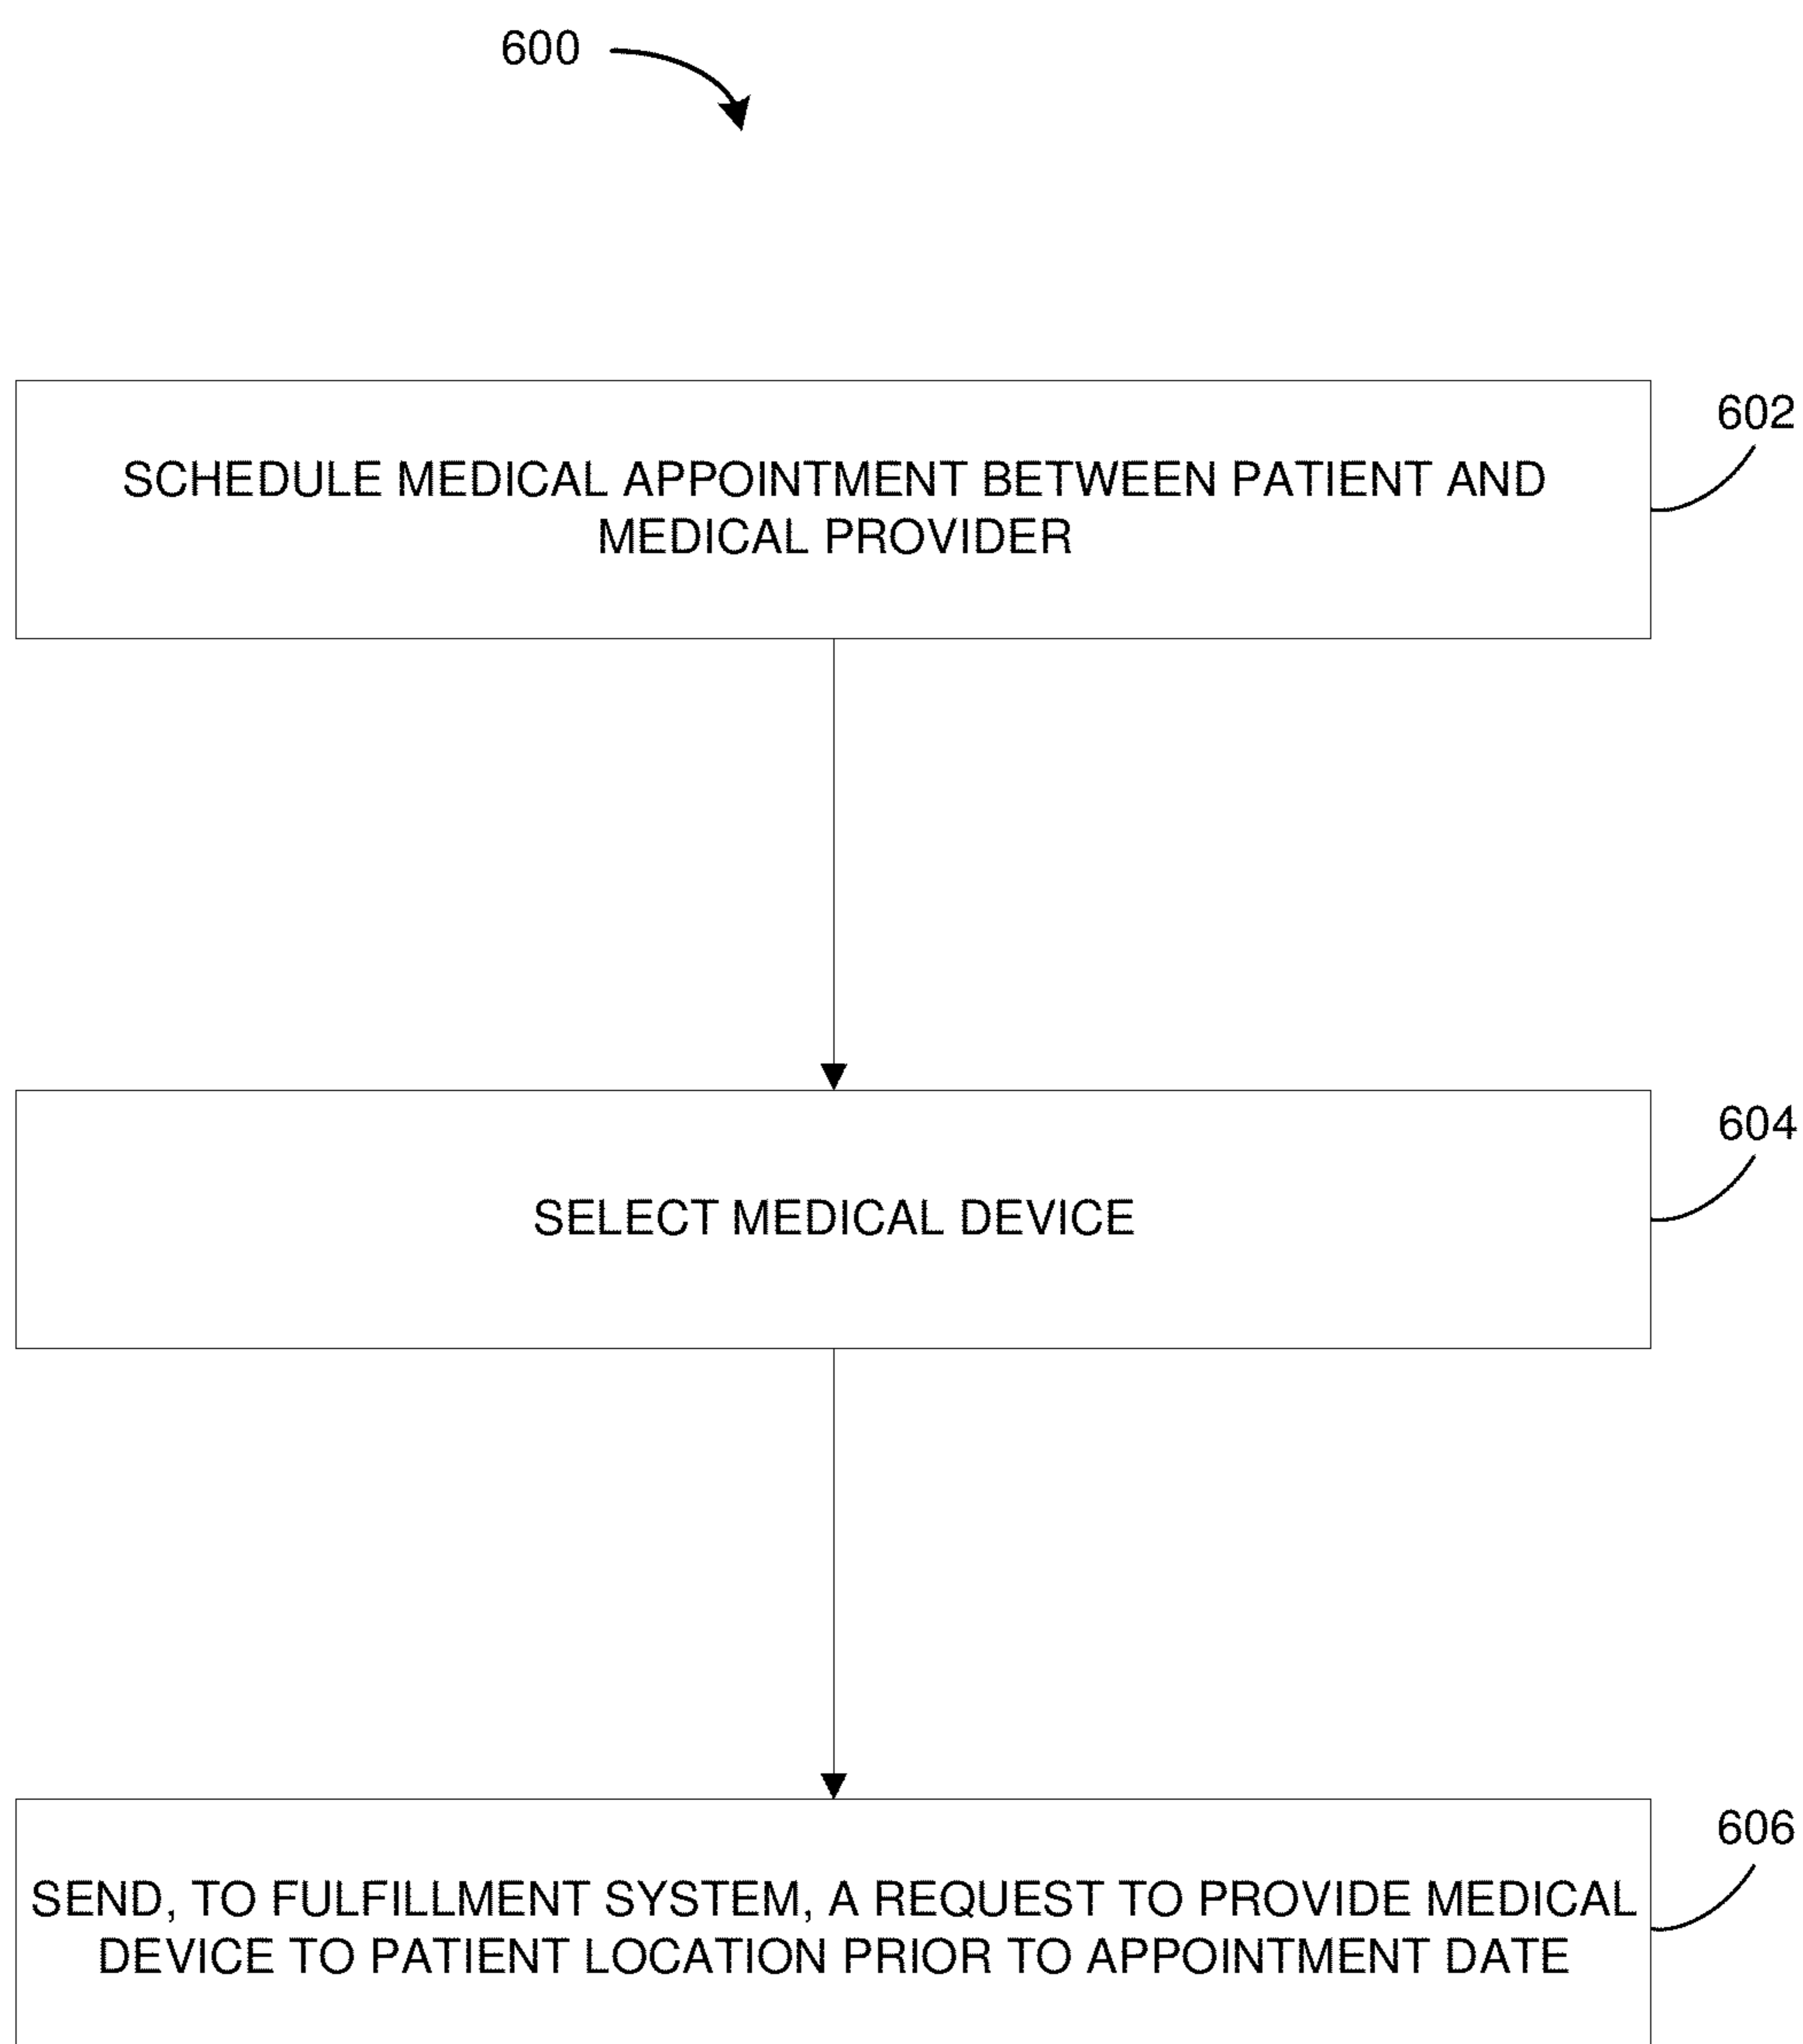 600
602
SCHEDULE MEDICAL APPOINTMENT BETWEEN PATIENT AND
MEDICAL PROVIDER
604
SELECT MEDICAL DEVICE
606
SEND, TO FULFILLMENT SYSTEM, A REQUEST TO PROVIDE MEDICAL
DEVICE TO PATIENT LOCATION PRIOR TO APPOINTMENT DATE